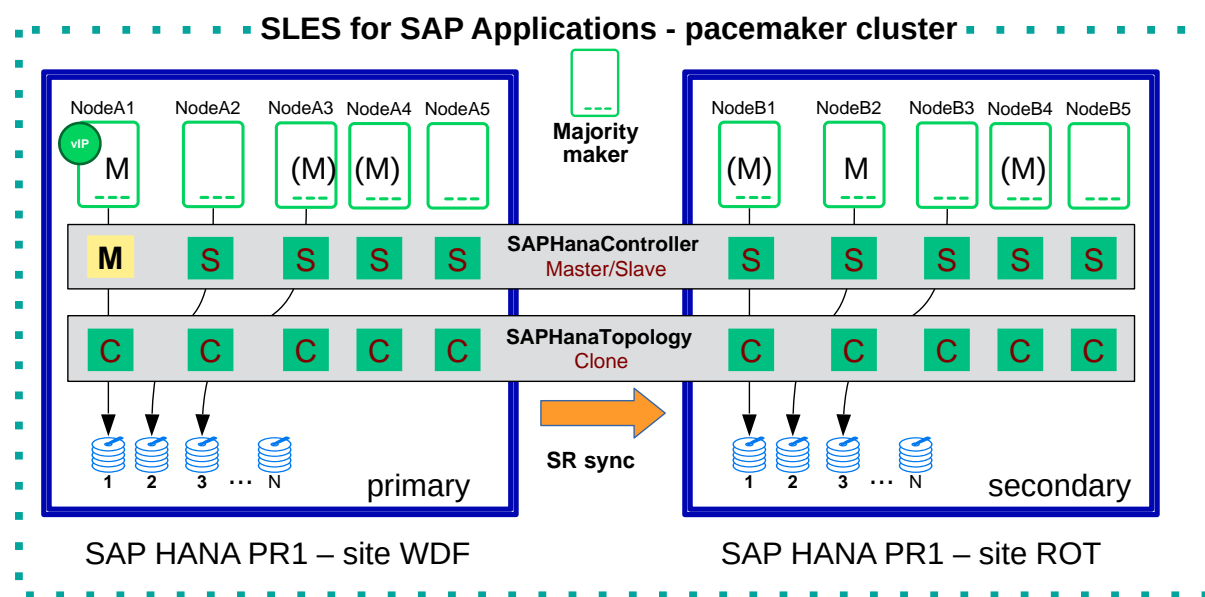 SLES for SAP Applications - pacemaker cluster
NodeA1 NodeA2 NodeA3 NodeA4 NodeA5
Majority
maker
NodeB1 NodeB2 NodeB3 NodeB4 NodeB5
vIP
M (M) (M)
(M) M (M)
SAPHanaController
Master/Slave
M S S S S
S S S S S
SAPHanaTopology
Clone
C C C C C
C C C C C
SR sync
1 2 3 ... N
primary
1 2 3 ... N
secondary
SAP HANA PR1 – site WDF
SAP HANA PR1 – site ROT